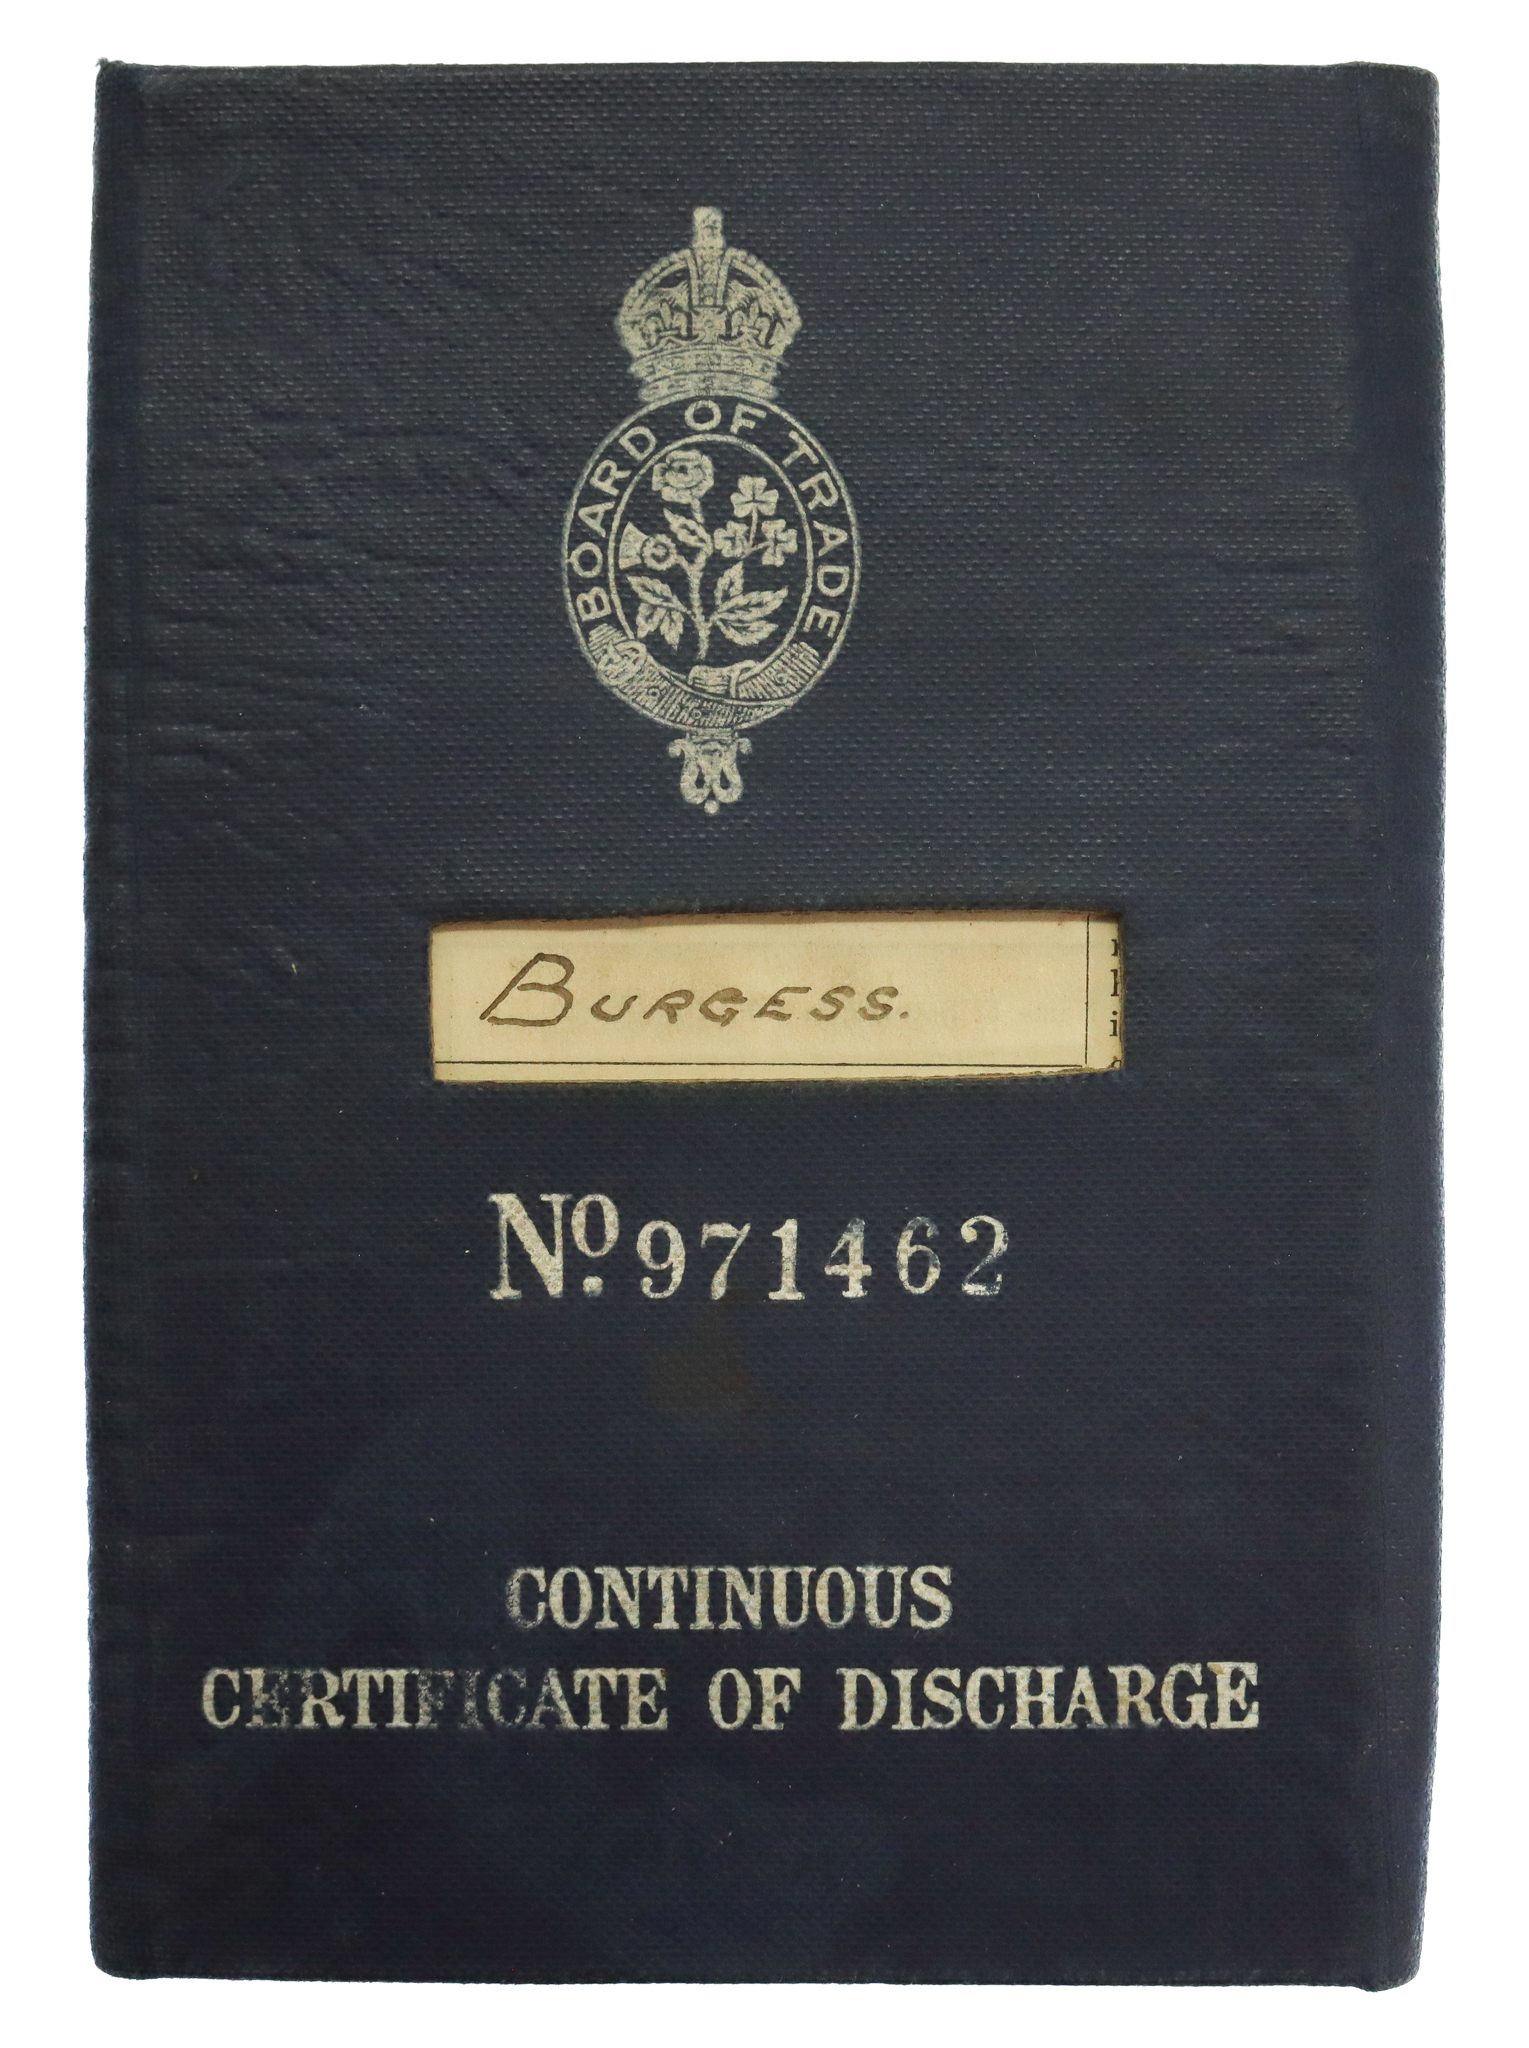 BOARD OF TRADE
BURGESS.
No. 971462
CONTINUOUS
CERTIFICATE OF DISCHARGE